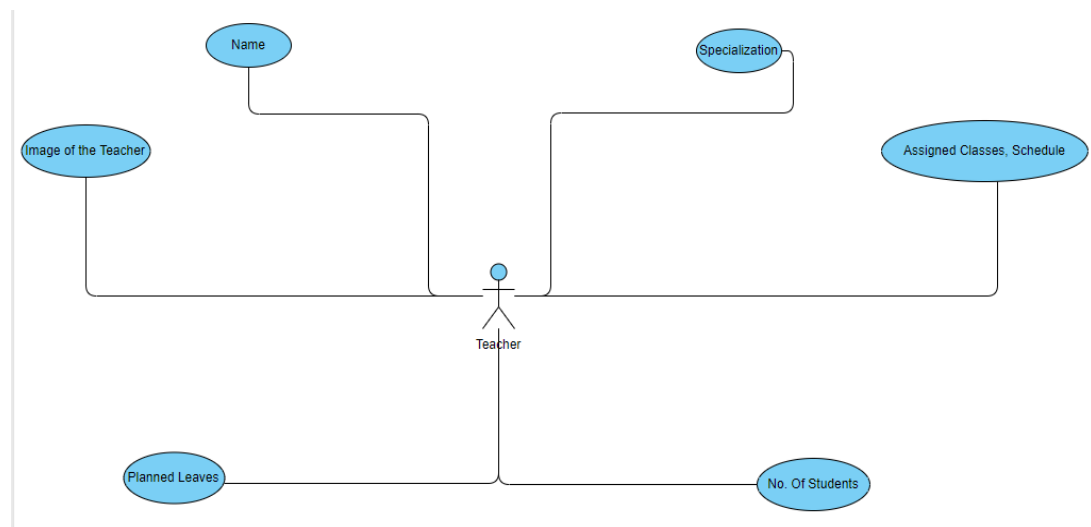 Name
Specialization
Image of the Teacher
Assigned Classes, Schedule
Teacher
Planned Leaves
No. Of Students